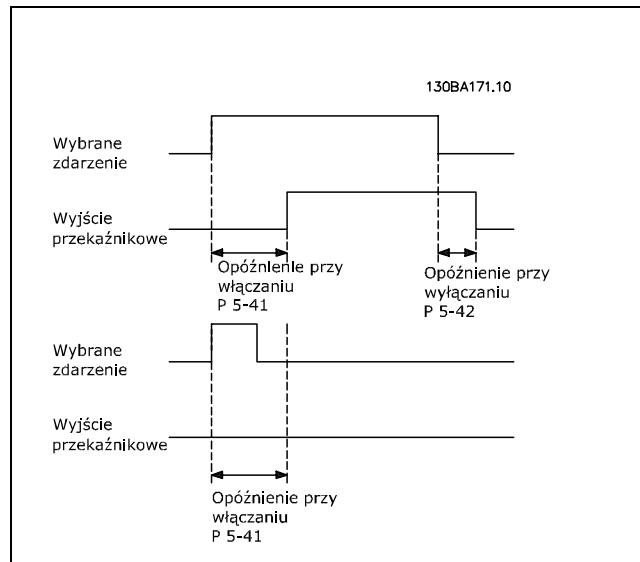 130BA171.10
Wybrane
zdarzenie
Wyjście
przekaźnikowe
Opóźnienie przy
włączaniu
P 5-41
Opóźnienie przy
wyłączaniu
P 5-42
Wybrane
zdarzenie
Wyjście
przekaźnikowe
Opóźnienie przy
włączaniu
P 5-41